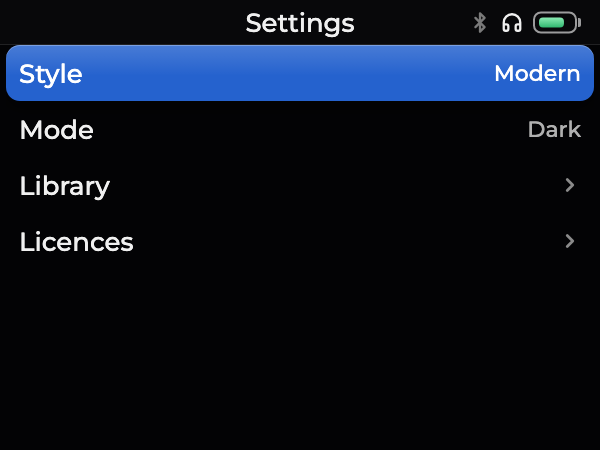 Settings
Style Modern
Mode Dark
Library
Licences